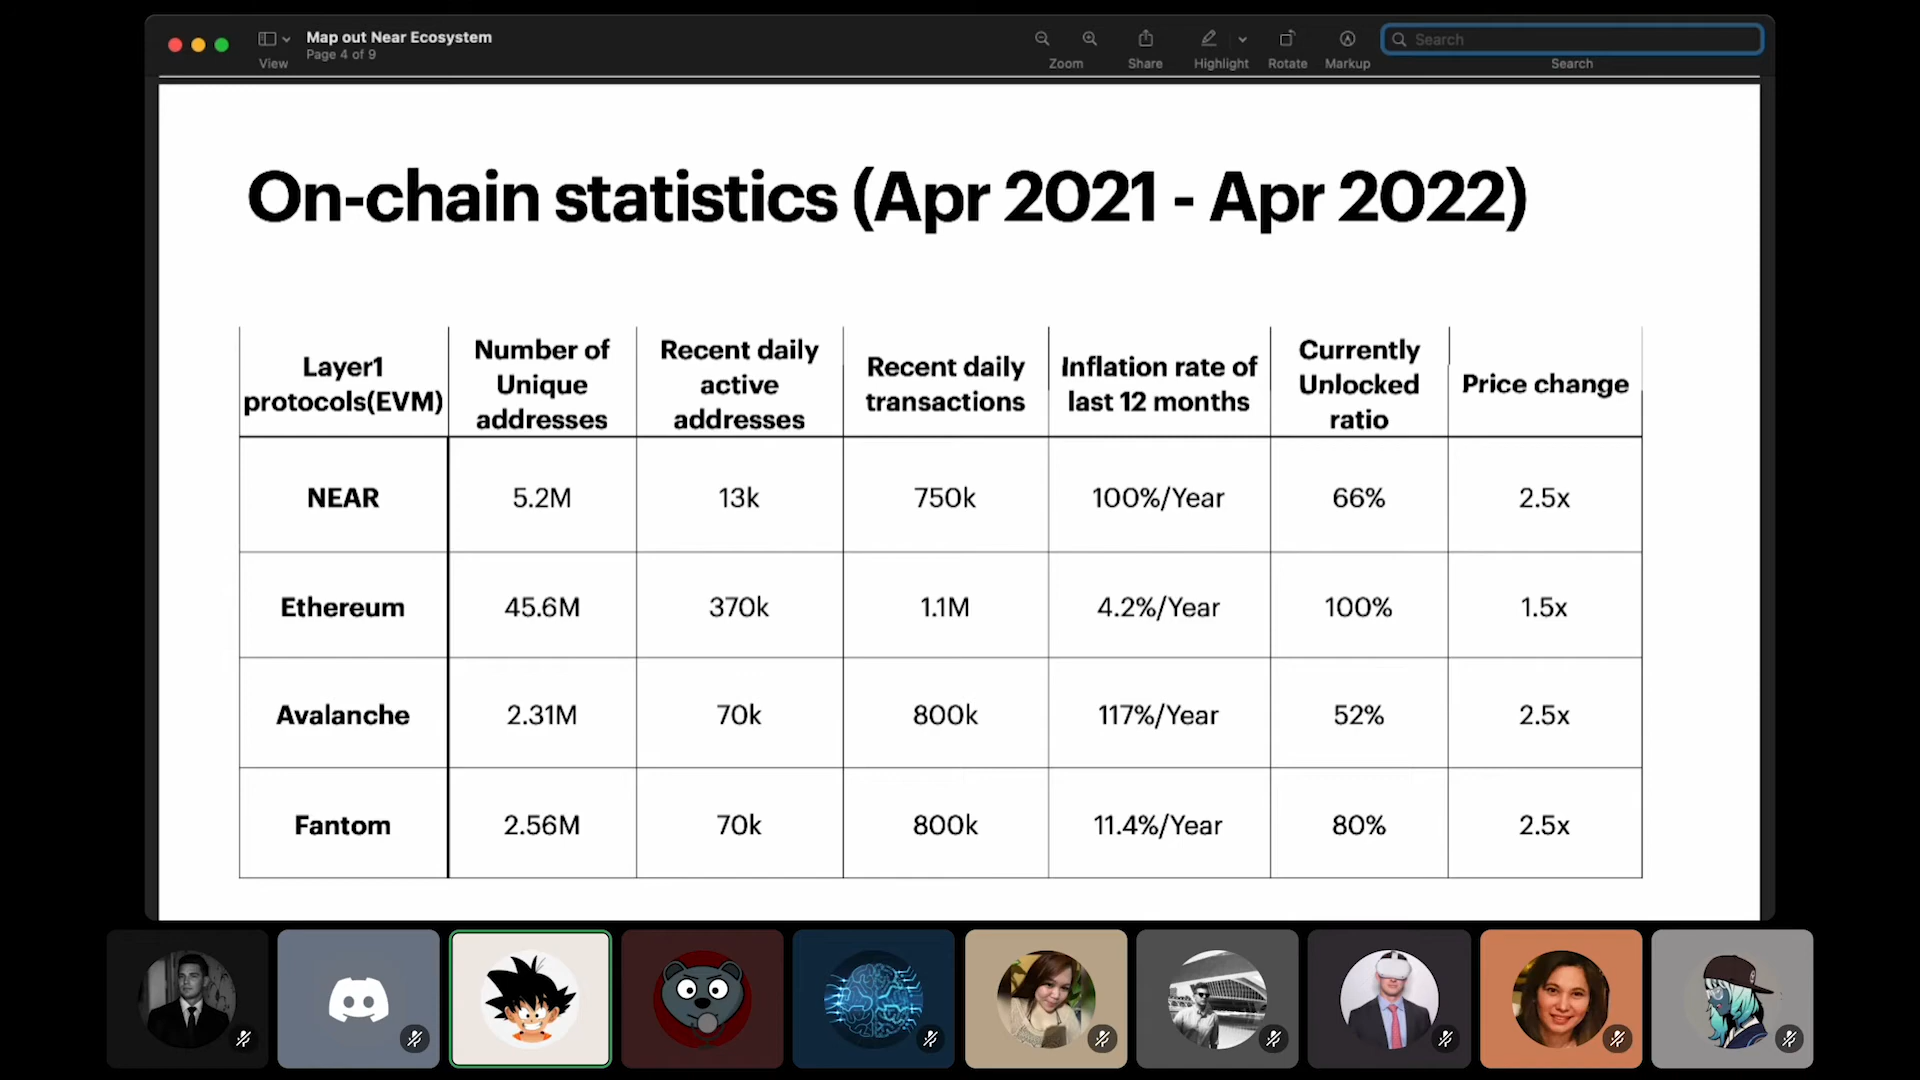 Map out Near Ecosystem
Page 4 of 9
View
Zoom
Share
Highlight
Rotate
Markup
Search
Search
On-chain statistics (Apr 2021 - Apr 2022)
Layer1 protocols(EVM) Number of Unique addresses Recent daily active addresses Recent daily transactions Inflation rate of last 12 months Currently Unlocked ratio Price change
NEAR 5.2M 13k 750k 100%/Year 66% 2.5x
Ethereum 45.6M 370k 1.1M 4.2%/Year 100% 1.5x
Avalanche 2.31M 70k 800k 117%/Year 52% 2.5x
Fantom 2.56M 70k 800k 11.4%/Year 80% 2.5x